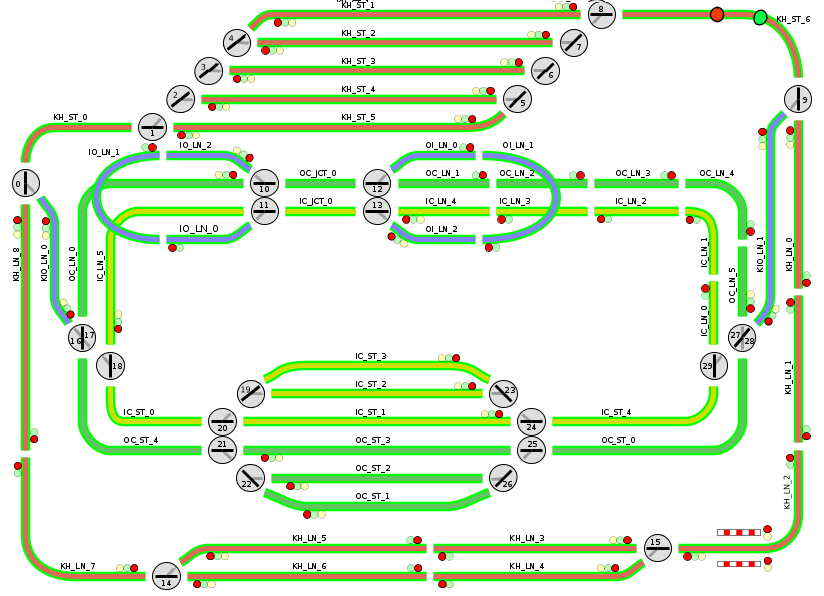 KH_ST_1
8
KH_ST_6
4
KH_ST_2
7
3
KH_ST_3
6
2
KH_ST_4
5
9
KH_ST_0
1
KH_ST_5
IO_LN_1
IO_LN_2
OI_LN_0
OI_LN_1
0
10
OC_JCT_0
12
OC_LN_1
OC_LN_2
OC_LN_3
OC_LN_4
11
IC_JCT_0
13
IC_LN_4
IC_LN_3
IC_LN_2
IO_LN_0
OI_LN_2
KH_LN_8
KIO_LN_0
OC_LN_0
IC_LN_5
IC_LN_1
OC_LN_5
KIO_LN_1
KH_LN_0
IC_LN_0
16
17
18
27
28
29
KH_LN_1
IC_ST_3
19
IC_ST_2
23
IC_ST_0
20
IC_ST_1
24
IC_ST_4
OC_ST_4
21
OC_ST_3
25
OC_ST_0
22
OC_ST_2
26
OC_ST_1
KH_LN_2
KH_LN_5
KH_LN_3
15
KH_LN_7
14
KH_LN_6
KH_LN_4